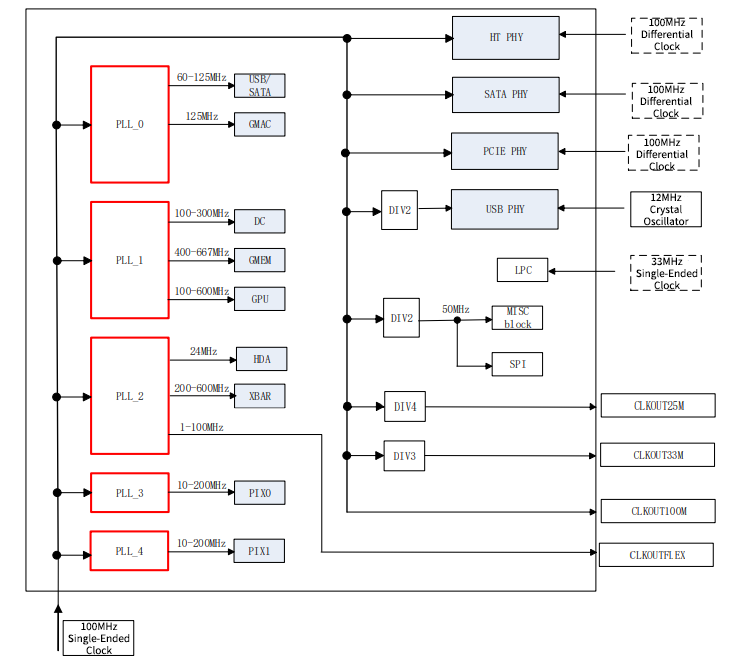 HT PHY
100MHz
Differential
Clock
60-125MHz
USB/
SATA
SATA PHY
100MHz
Differential
Clock
PLL_0
125MHz
GMAC
PCIE PHY
100MHz
Differential
Clock
DIV2
USB PHY
12MHz
Crystal
Oscillator
100-300MHz
DC
PLL_1
400-667MHz
GMEM
LPC
33MHz
Single-Ended
Clock
100-600MHz
GPU
DIV2
50MHz
MISC
block
24MHz
HDA
SPI
PLL_2
200-600MHz
XBAR
DIV4
CLKOUT25M
1-100MHz
DIV3
CLKOUT33M
PLL_3
10-200MHz
PIX0
CLKOUT100M
PLL_4
10-200MHz
PIX1
CLKOUTFLEX
100MHz
Single-Ended
Clock